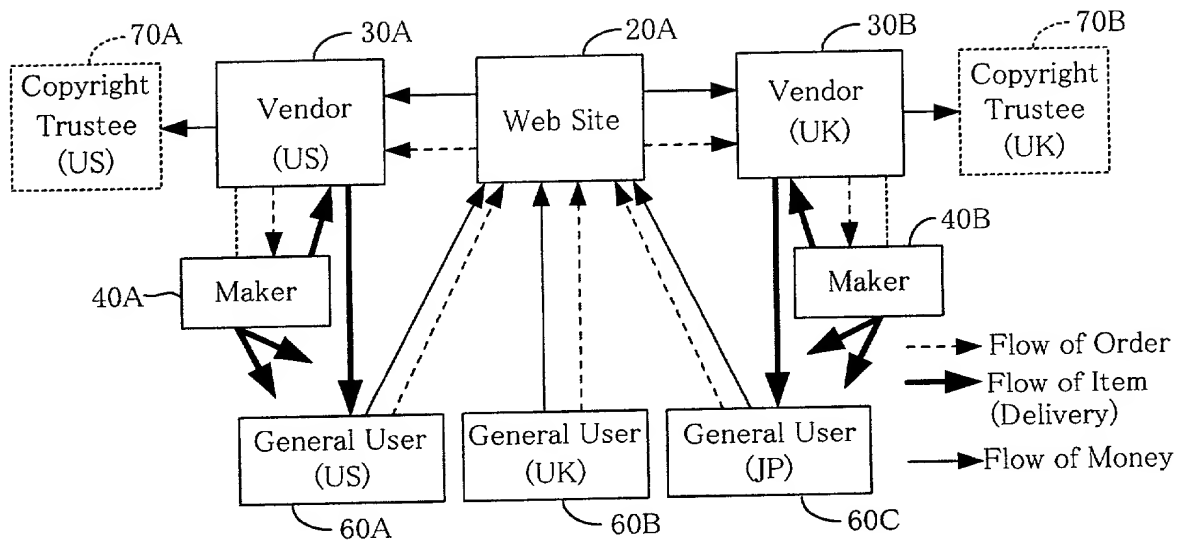 70A
30A
20A
30B
70B
Copyright
Trustee
(US)
Vendor
(US)
Web Site
Vendor
(UK)
Copyright
Trustee
(UK)
40B
Maker
40A
Maker
Flow of Order
Flow of Item
(Delivery)
Flow of Money
General User
(US)
General User
(UK)
General User
(JP)
60A
60B
60C